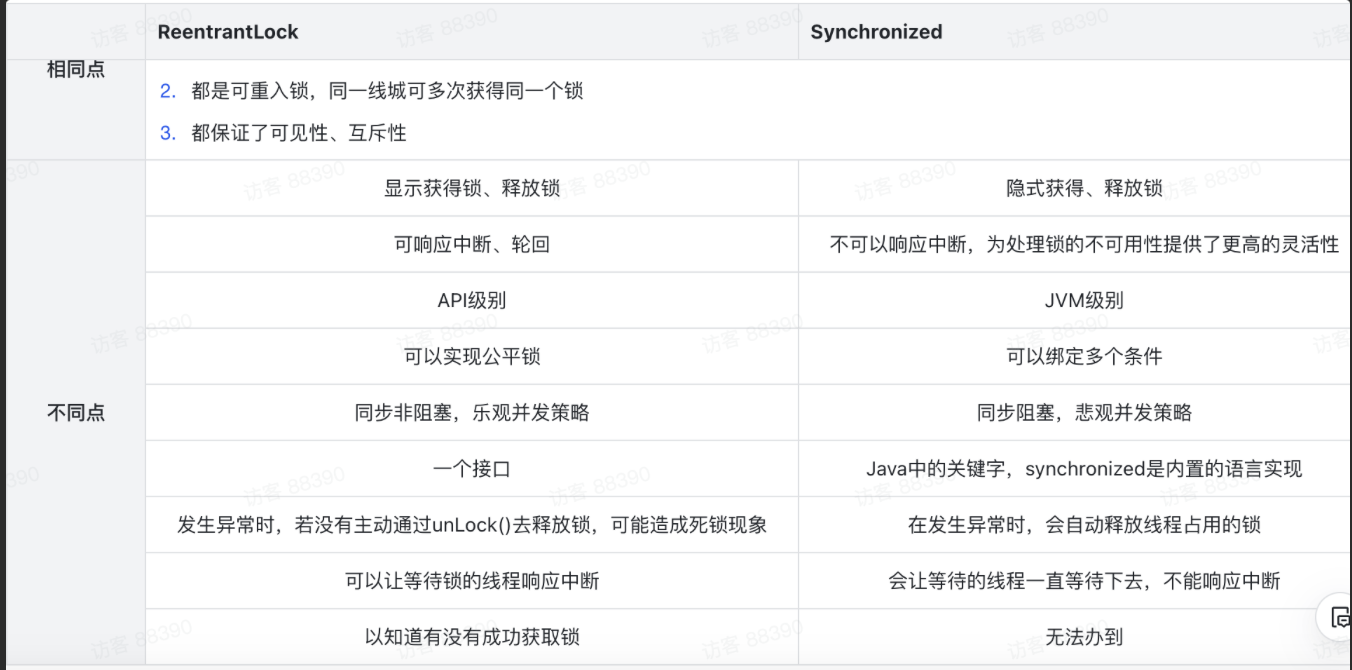 ReentrantLock Synchronized
相同点
2. 都是可重入锁，同一线城可多次获得同一个锁
3. 都保证了可见性、互斥性
不同点
显示获得锁、释放锁 隐式获得、释放锁
可响应中断、轮回 不可以响应中断，为处理锁的不可用性提供了更高的灵活性
API级别 JVM级别
可以实现公平锁 可以绑定多个条件
同步非阻塞，乐观并发策略 同步阻塞，悲观并发策略
一个接口 Java中的关键字，synchronized是内置的语言实现
发生异常时，若没有主动通过unLock()去释放锁，可能造成死锁现象 在发生异常时，会自动释放线程占用的锁
可以让等待锁的线程响应中断 会让等待的线程一直等待下去，不能响应中断
以知道有没有成功获取锁 无法办到
访客 88390